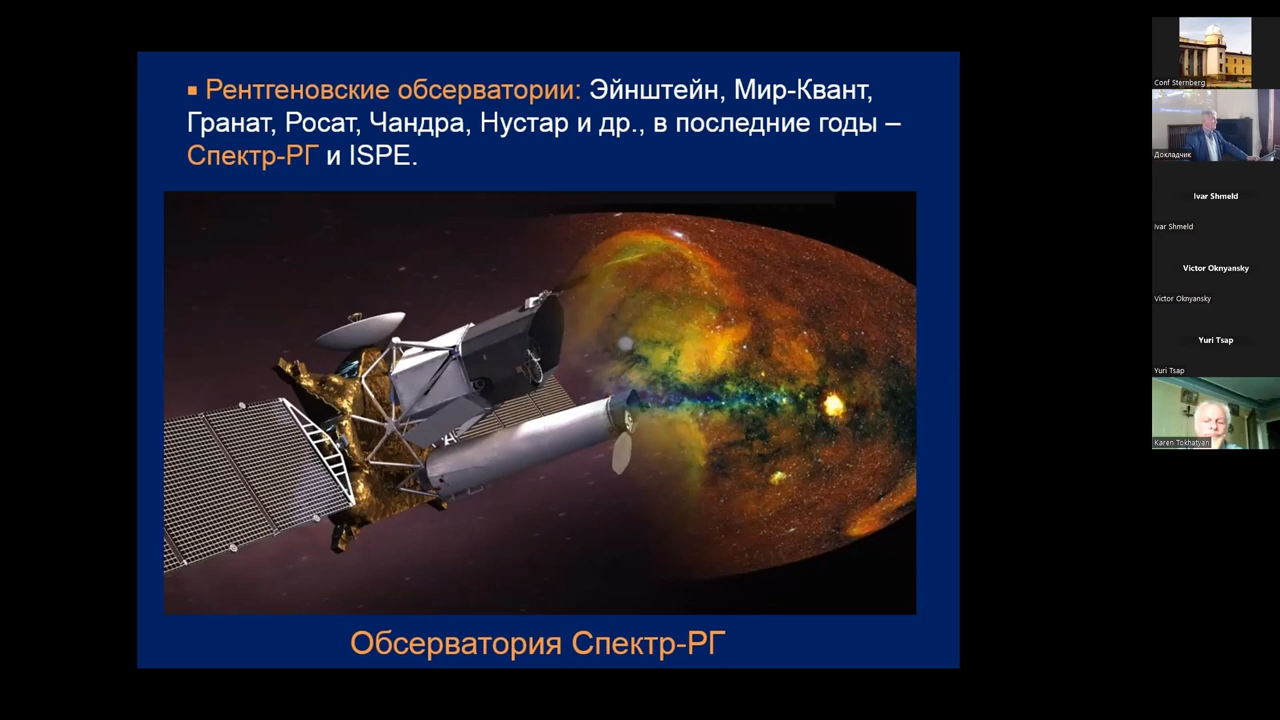 ▪ Рентгеновские обсерватории: Эйнштейн, Мир-Квант,
Гранат, Росат, Чандра, Нустар и др., в последние годы –
Спектр-РГ и ISPE.
Обсерватория Спектр-РГ
Conf Sternberg
Докладчик
Ivar Shmeld
Ivar Shmeld
Victor Oknyansky
Victor Oknyansky
Yuri Tsap
Yuri Tsap
Karen Tokhatyan